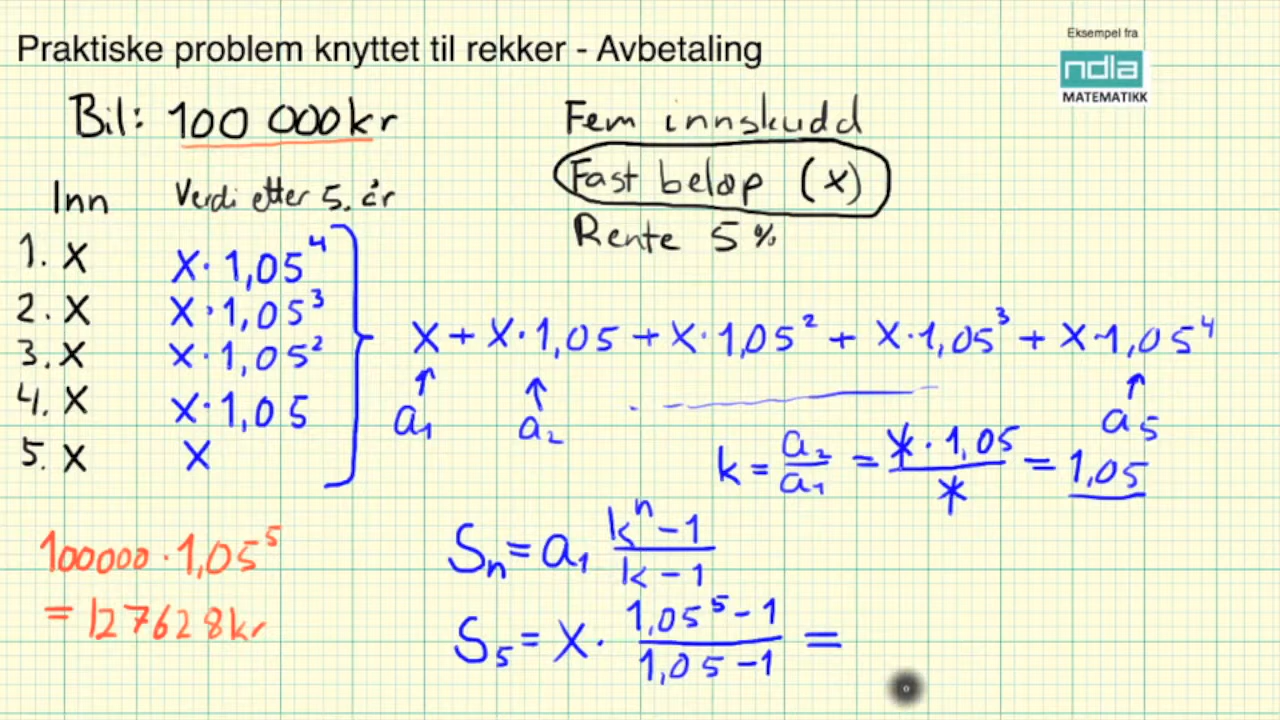 Praktiske problem knyttet til rekker - Avbetaling
Eksempel fra
ndla
MATEMATIKK
Bil: 100 000kr
Fem innskudd
Fast beløp (x)
Rente 5 %
Inn Verdi etter 5. år
1. X X · 1,05⁴
2. X X · 1,05³
3. X X · 1,05²
4. X X · 1,05
5. X X
X + X · 1,05 + X · 1,05² + X · 1,05³ + X · 1,05⁴
↑ ↑ ↑
a₁ a₂ a₅
k = a₂/a₁ = X · 1,05/X = 1,05
Sₙ = a₁ (kⁿ - 1)/(k - 1)
S₅ = X · (1,05⁵ - 1)/(1,05 - 1) =
100000 · 1,05⁵
= 127628kr